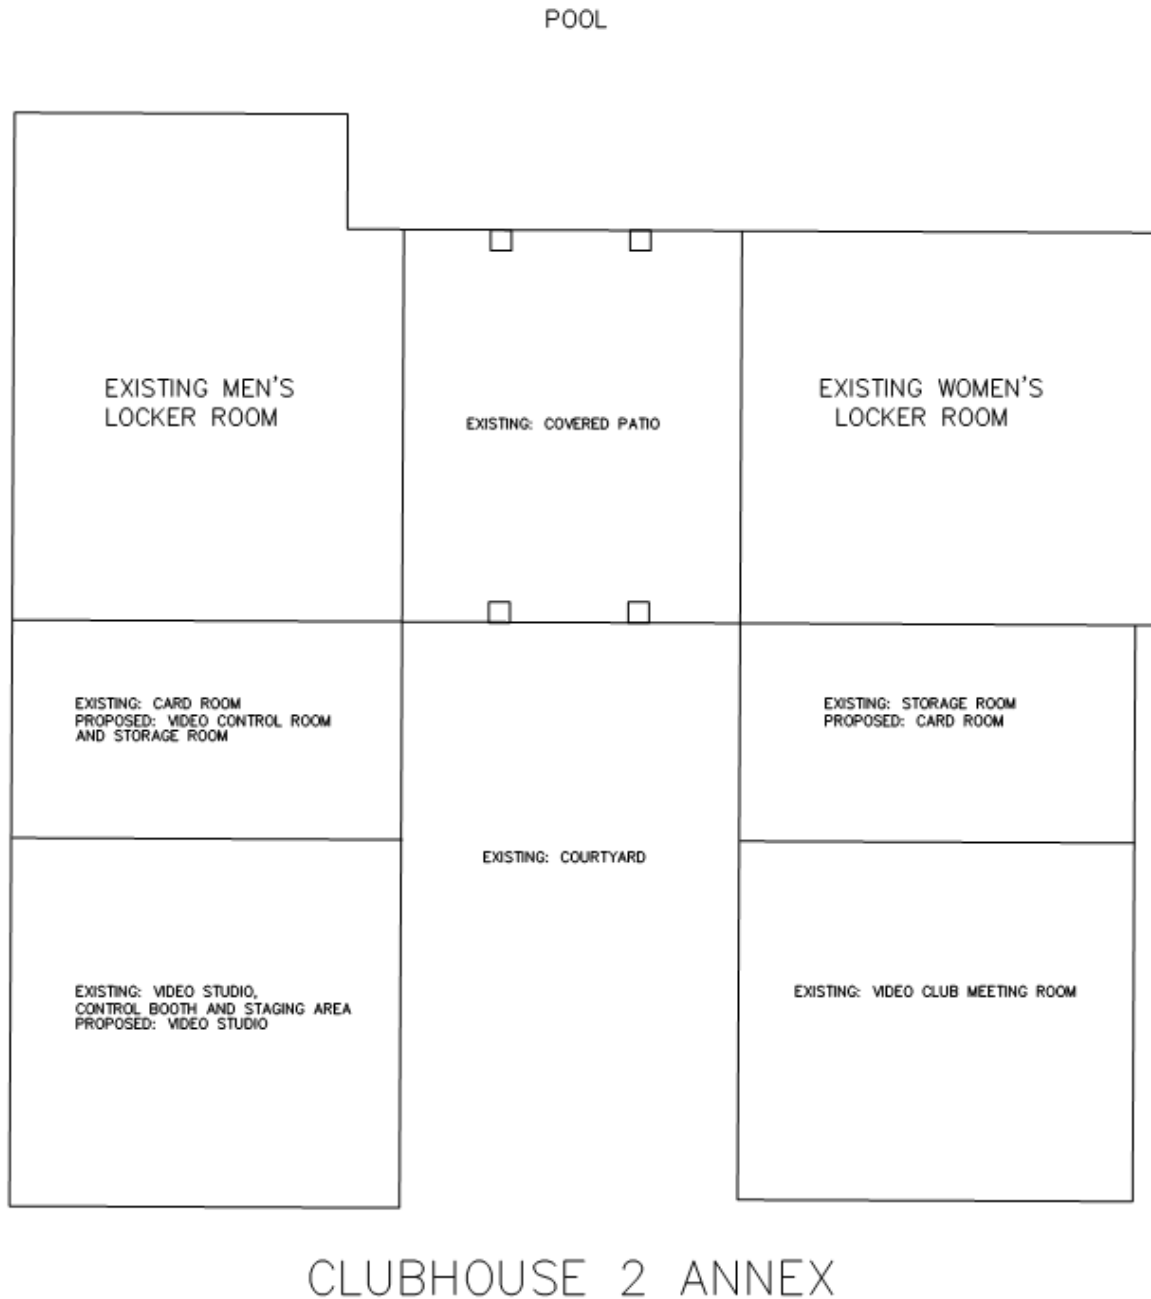 POOL
EXISTING MEN'S
LOCKER ROOM
EXISTING: COVERED PATIO
EXISTING WOMEN'S
LOCKER ROOM
EXISTING: CARD ROOM
PROPOSED: VIDEO CONTROL ROOM
AND STORAGE ROOM
EXISTING: STORAGE ROOM
PROPOSED: CARD ROOM
EXISTING: COURTYARD
EXISTING: VIDEO STUDIO,
CONTROL BOOTH AND STAGING AREA
PROPOSED: VIDEO STUDIO
EXISTING: VIDEO CLUB MEETING ROOM
CLUBHOUSE 2 ANNEX